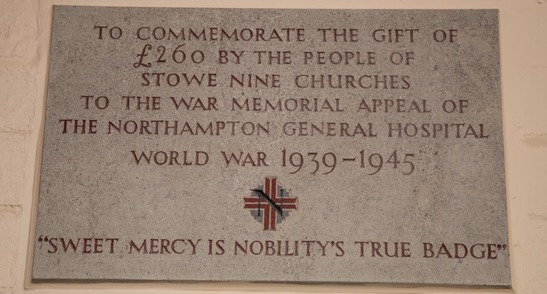 TO COMMEMORATE THE GIFT OF
£260 BY THE PEOPLE OF
STOWE NINE CHURCHES
TO THE WAR MEMORIAL APPEAL OF
THE NORTHAMPTON GENERAL HOSPITAL
WORLD WAR 1939-1945
"SWEET MERCY IS NOBILITY'S TRUE BADGE"